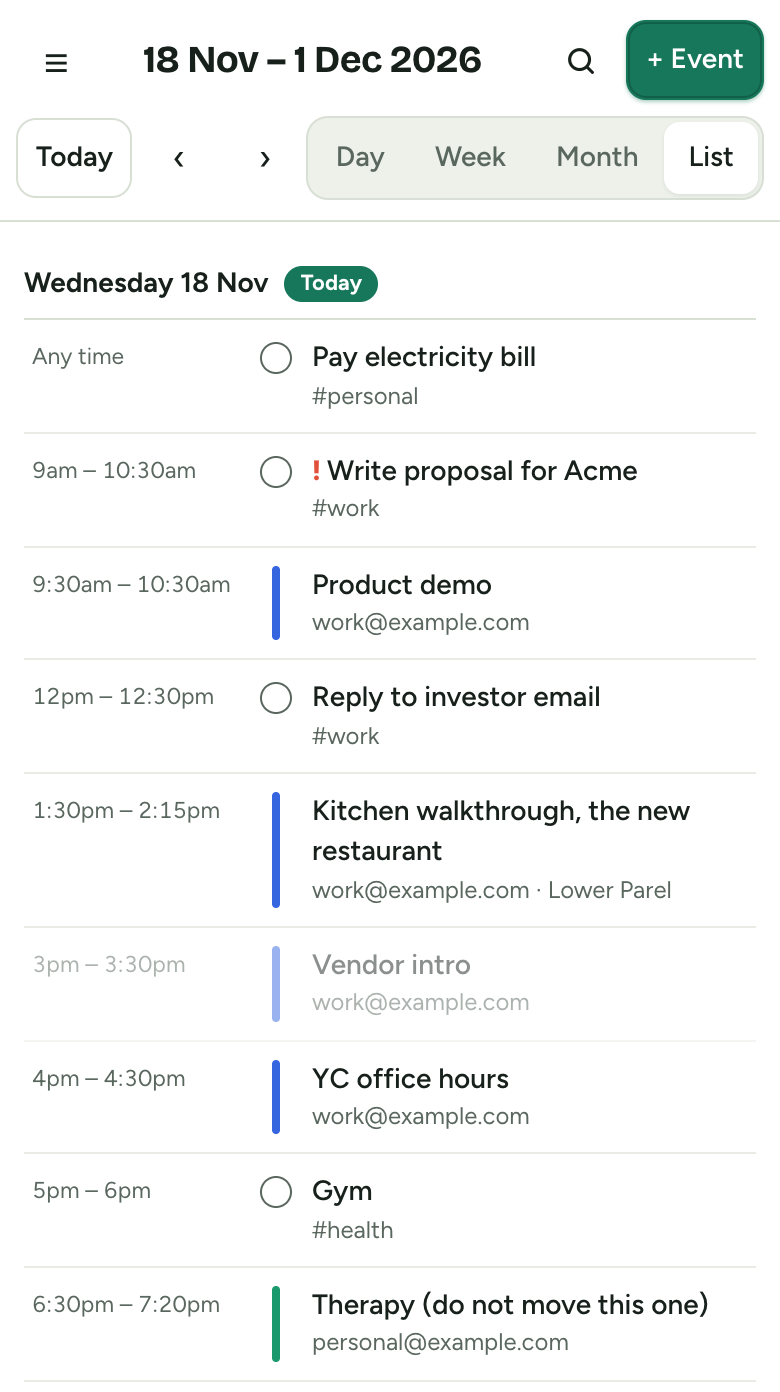 18 Nov – 1 Dec 2026
+ Event
Today ‹ › Day Week Month List
Wednesday 18 Nov Today
Any time Pay electricity bill
#personal
9am – 10:30am ! Write proposal for Acme
#work
9:30am – 10:30am Product demo
work@example.com
12pm – 12:30pm Reply to investor email
#work
1:30pm – 2:15pm Kitchen walkthrough, the new
restaurant
work@example.com · Lower Parel
3pm – 3:30pm Vendor intro
work@example.com
4pm – 4:30pm YC office hours
work@example.com
5pm – 6pm Gym
#health
6:30pm – 7:20pm Therapy (do not move this one)
personal@example.com